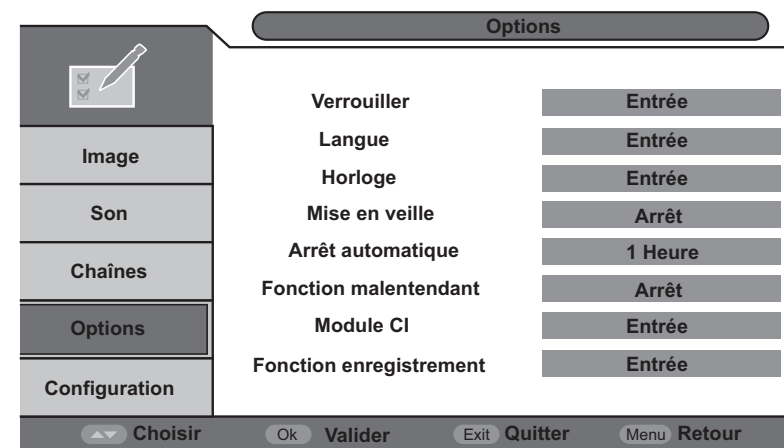 Options
Verrouiller Entrée
Langue Entrée
Horloge Entrée
Mise en veille Arrêt
Arrêt automatique 1 Heure
Fonction malentendant Arrêt
Module CI Entrée
Fonction enregistrement Entrée
Image
Son
Chaînes
Options
Configuration
Choisir Ok Valider Exit Quitter Menu Retour